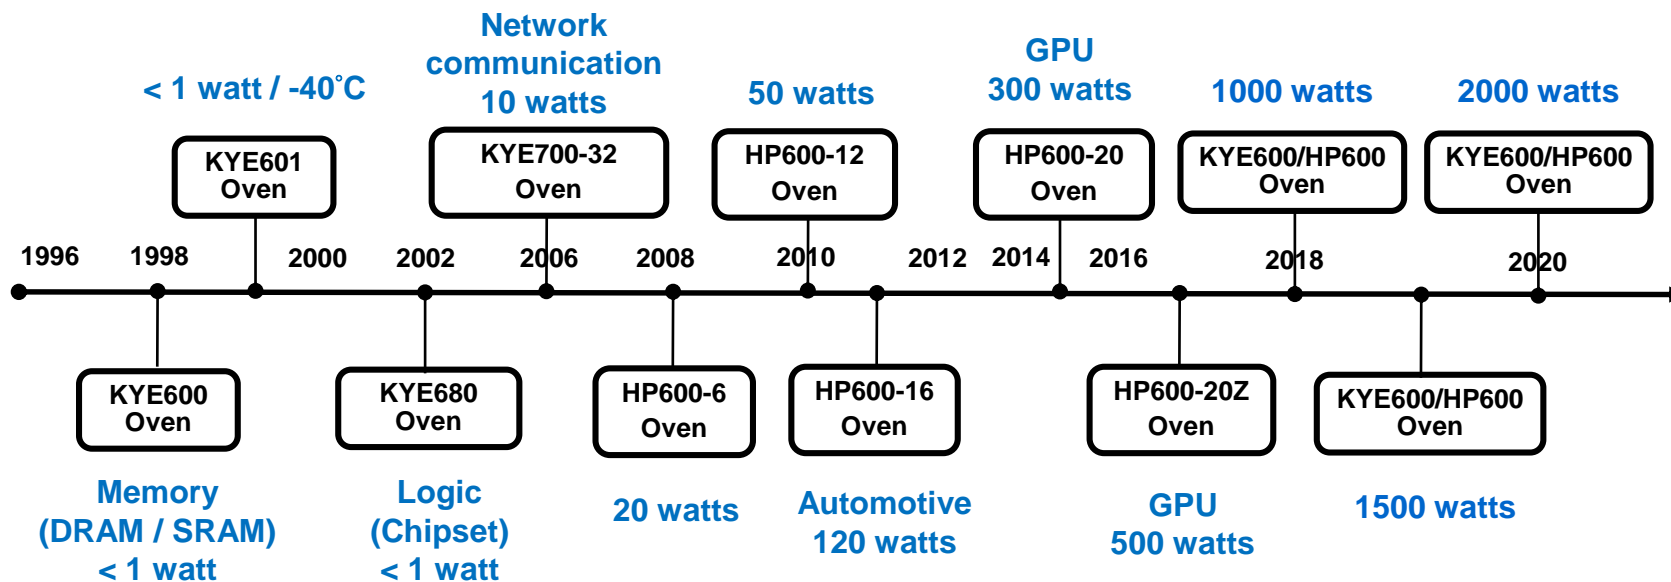 Network
communication
10 watts
GPU
300 watts
< 1 watt / -40°C
50 watts
1000 watts
2000 watts
KYE601
Oven
KYE700-32
Oven
HP600-12
Oven
HP600-20
Oven
KYE600/HP600
Oven
KYE600/HP600
Oven
1996
1998
2000
2002
2006
2008
2010
2012
2014
2016
2018
2020
KYE600
Oven
KYE680
Oven
HP600-6
Oven
HP600-16
Oven
HP600-20Z
Oven
KYE600/HP600
Oven
Memory
(DRAM / SRAM)
< 1 watt
Logic
(Chipset)
< 1 watt
20 watts
Automotive
120 watts
GPU
500 watts
1500 watts